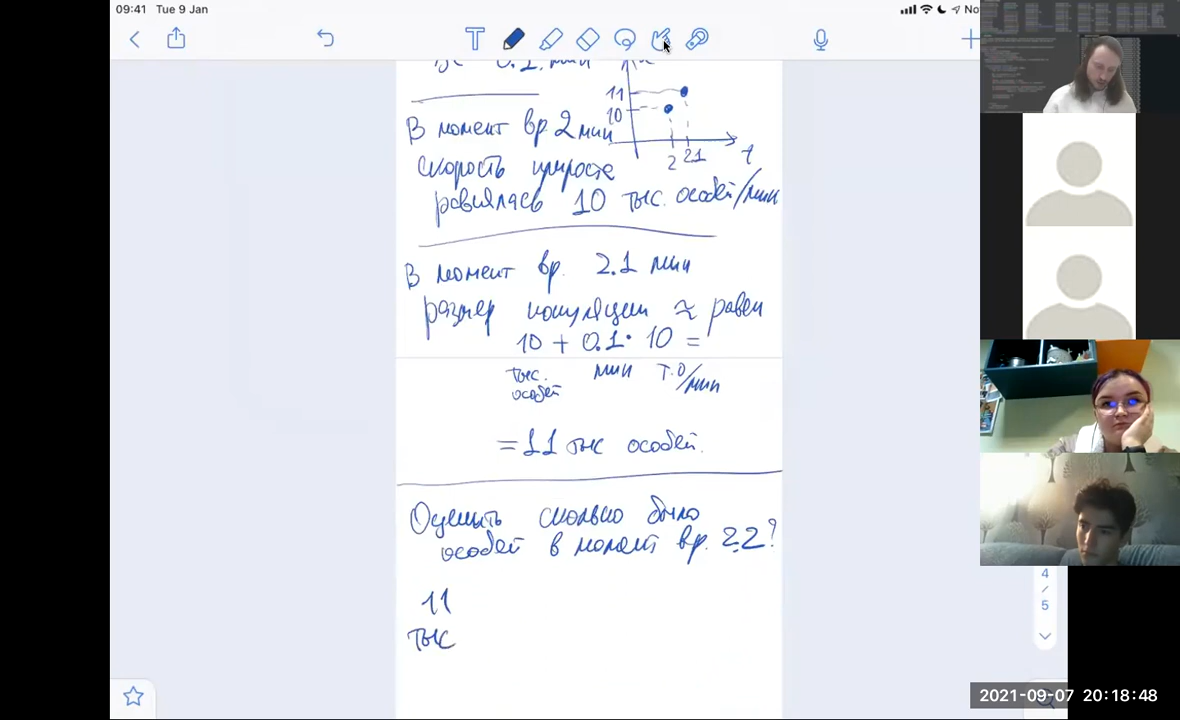 09:41 Tue 9 Jan
11
10
2 2.1 t
В момент вр. 2 мин
скорость прироста
равнялась 10 тыс. особей/мин
В момент вр. 2.1 мин
размер популяции ≈ равен
10 + 0.1 · 10 =
тыс. особей мин т.о/мин
= 11 тыс особей.
Оценить сколько было
особей в момент вр. 2.2?
11
тыс
4
/
5
2021-09-07 20:18:48